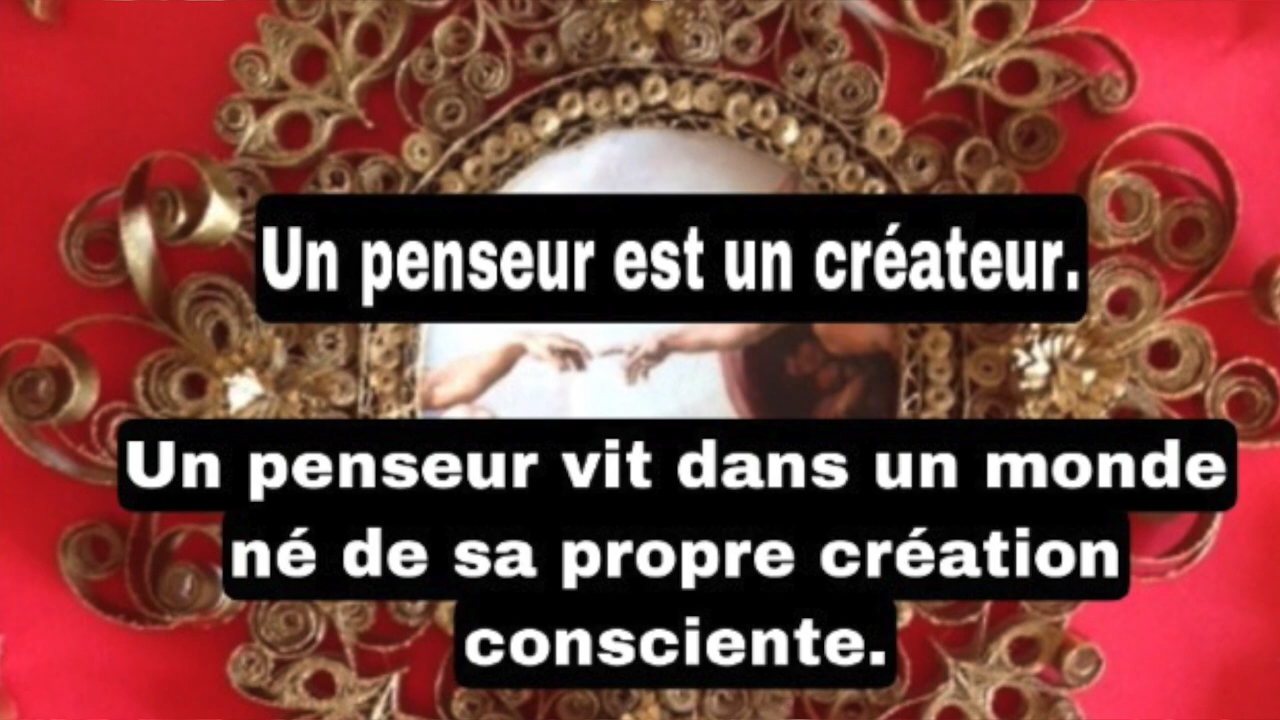 Un penseur est un créateur.
Un penseur vit dans un monde
né de sa propre création
consciente.